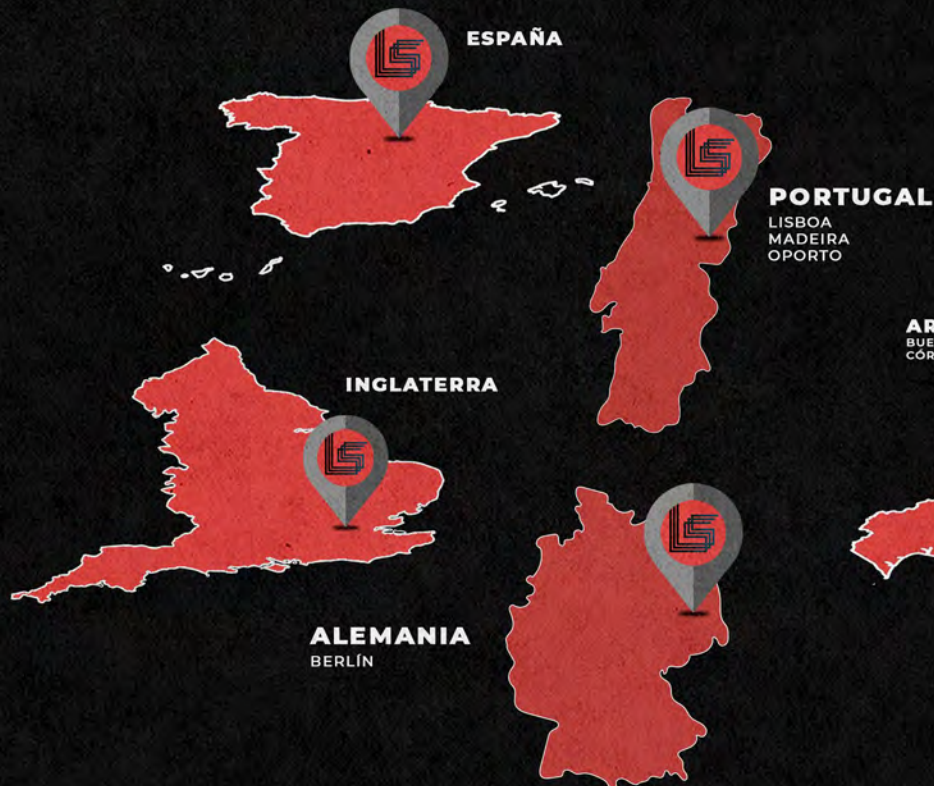 ESPAÑA
PORTUGAL
LISBOA
MADEIRA
OPORTO
INGLATERRA
ALEMANIA
BERLÍN